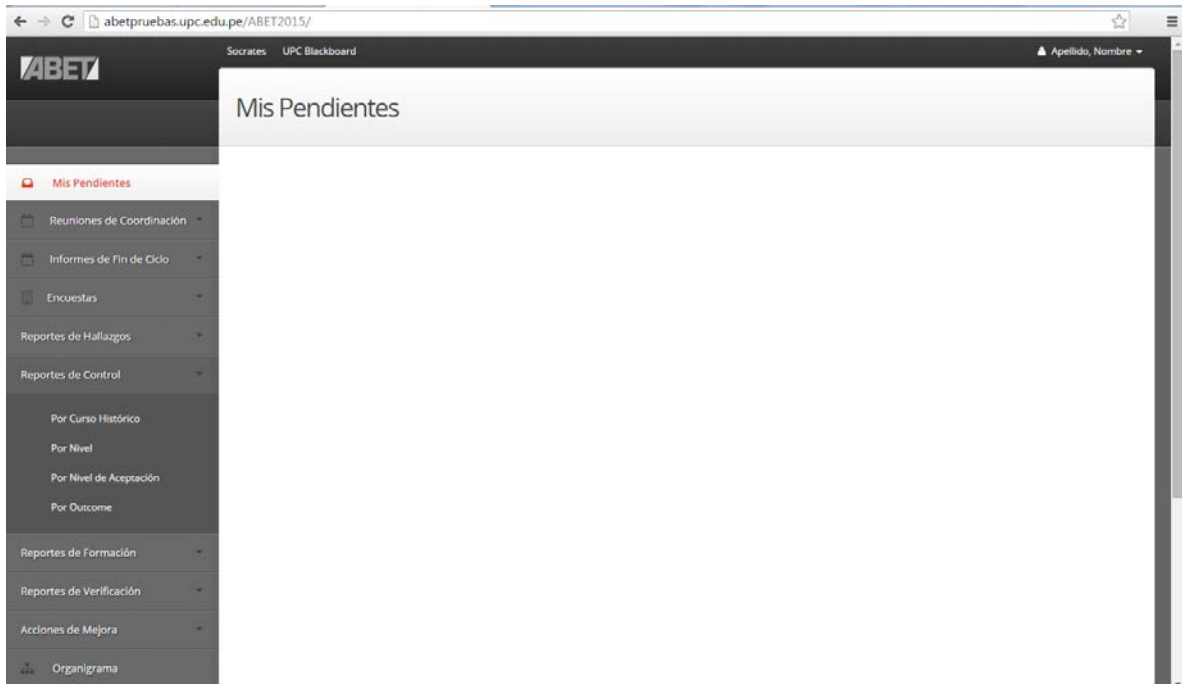 abetpruebas.upc.edu.pe/ABET2015/
ABET
Socrates UPC Blackboard
Apellido, Nombre
Mis Pendientes
Mis Pendientes
Reuniones de Coordinación
Informes de Fin de Ciclo
Encuestas
Reportes de Hallazgos
Reportes de Control
Por Curso Histórico
Por Nivel
Por Nivel de Aceptación
Por Outcome
Reportes de Formación
Reportes de Verificación
Acciones de Mejora
Organigrama